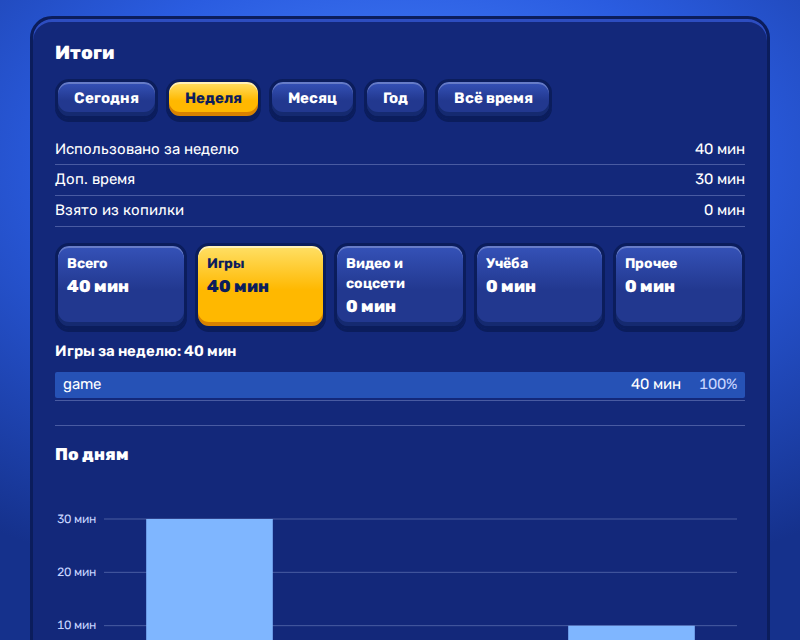 Итоги
Сегодня Неделя Месяц Год Всё время
Использовано за неделю 40 мин
Доп. время 30 мин
Взято из копилки 0 мин
Всего
40 мин
Игры
40 мин
Видео и
соцсети
0 мин
Учёба
0 мин
Прочее
0 мин
Игры за неделю: 40 мин
game 40 мин 100%
По дням
30 мин
20 мин
10 мин